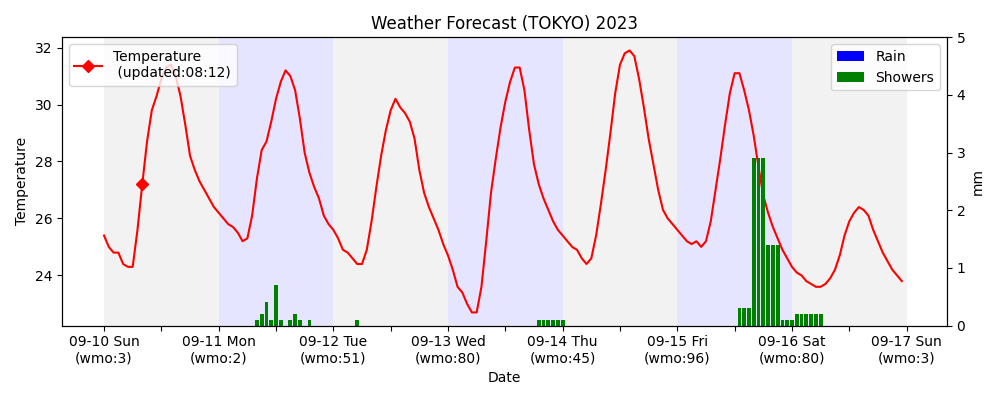 Weather Forecast (TOKYO) 2023
Temperature
(updated:08:12)
Rain
Showers
32
30
28
26
24
Temperature
5
4
3
2
1
0
mm
09-10 Sun
(wmo:3)
09-11 Mon
(wmo:2)
09-12 Tue
(wmo:51)
09-13 Wed
(wmo:80)
09-14 Thu
(wmo:45)
09-15 Fri
(wmo:96)
09-16 Sat
(wmo:80)
09-17 Sun
(wmo:3)
Date